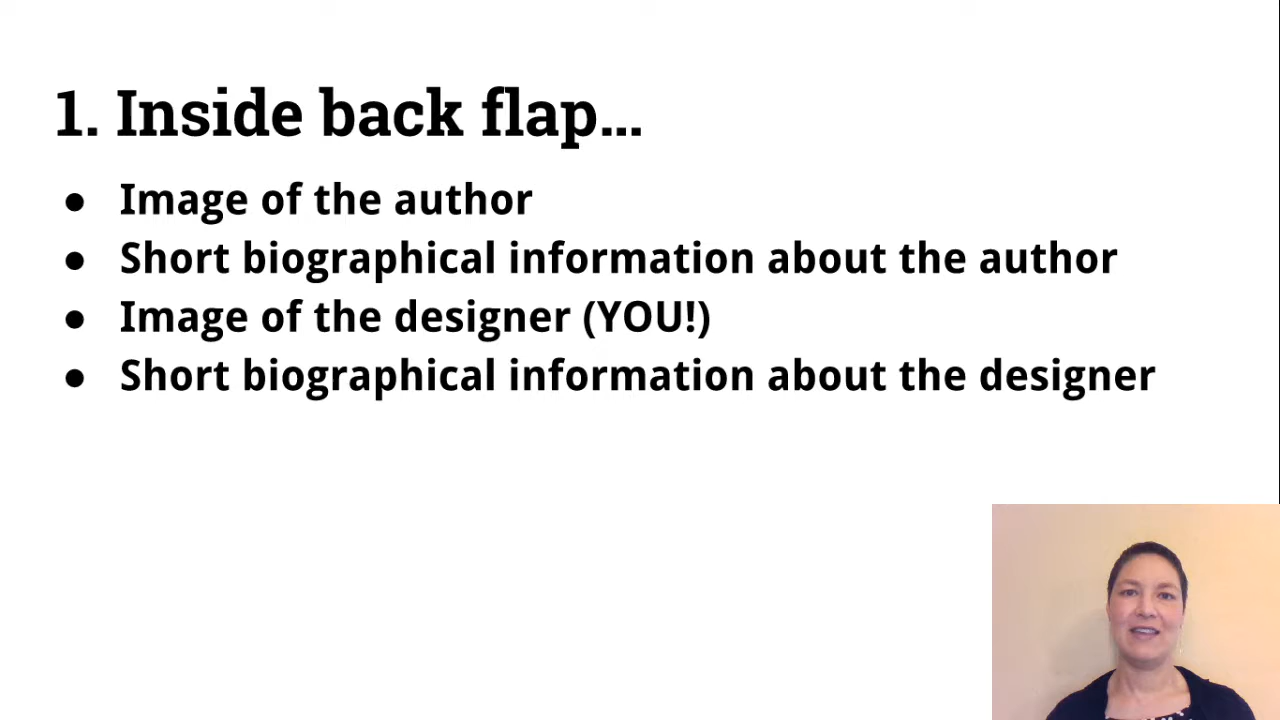 1. Inside back flap...
● Image of the author
● Short biographical information about the author
● Image of the designer (YOU!)
● Short biographical information about the designer